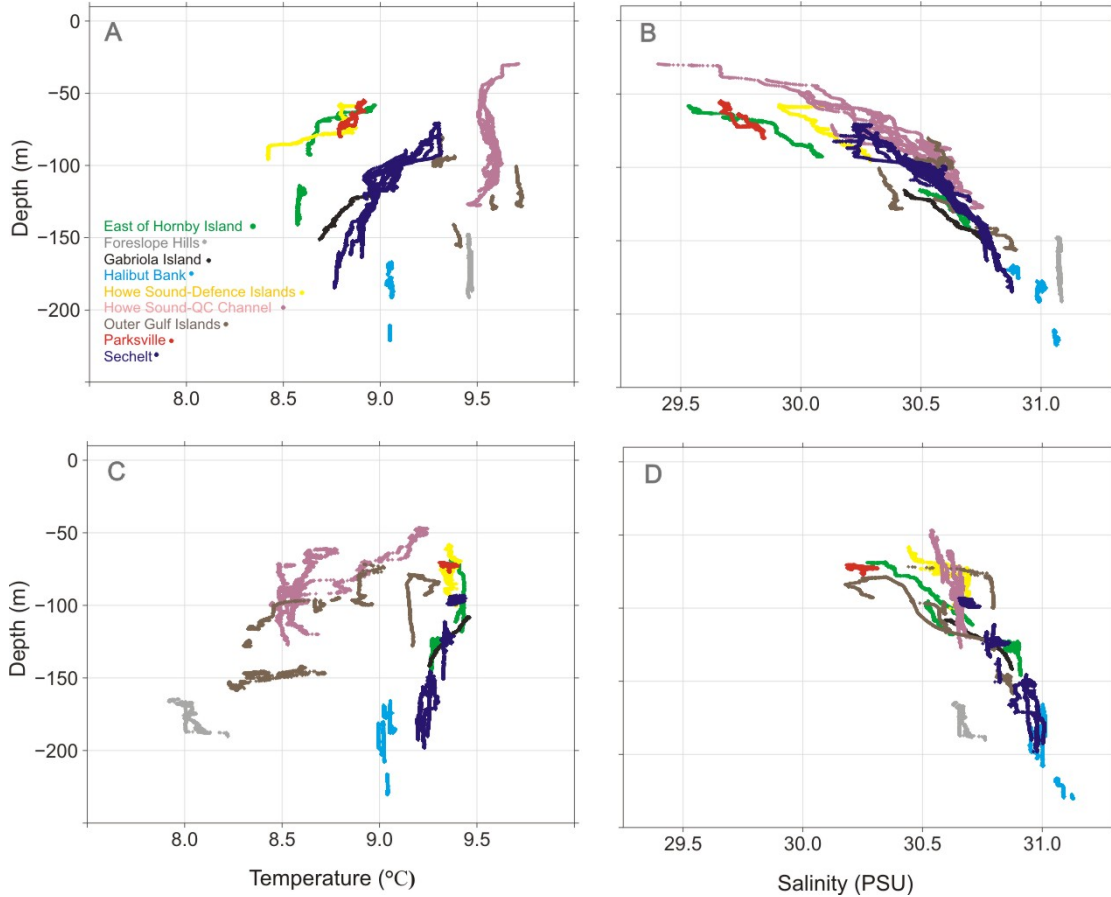 A
B
0
−50
−100
−150
−200
Depth (m)
East of Hornby Island
Foreslope Hills
Gabriola Island
Halibut Bank
Howe Sound-Defence Islands
Howe Sound-QC Channel
Outer Gulf Islands
Parksville
Sechelt
8.0 8.5 9.0 9.5
29.5 30.0 30.5 31.0
C
D
0
−50
−100
−150
−200
Depth (m)
8.0 8.5 9.0 9.5
29.5 30.0 30.5 31.0
Temperature (°C)
Salinity (PSU)